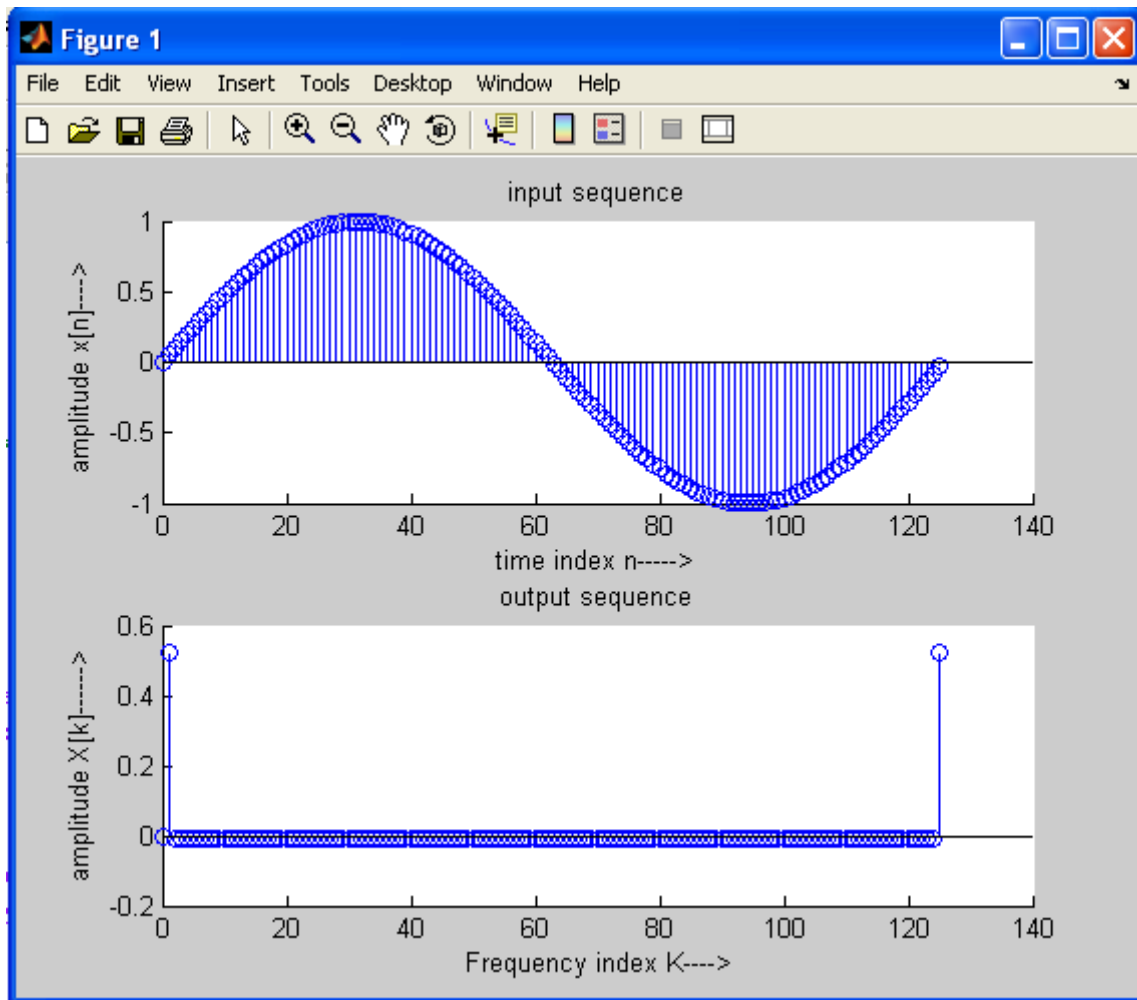 Figure 1
File Edit View Insert Tools Desktop Window Help
input sequence
amplitude x[n]---->
1
0.5
0
-0.5
-1
0 20 40 60 80 100 120 140
time index n----->
output sequence
amplitude X[k]------>
0.6
0.4
0.2
0
-0.2
0 20 40 60 80 100 120 140
Frequency index K---->